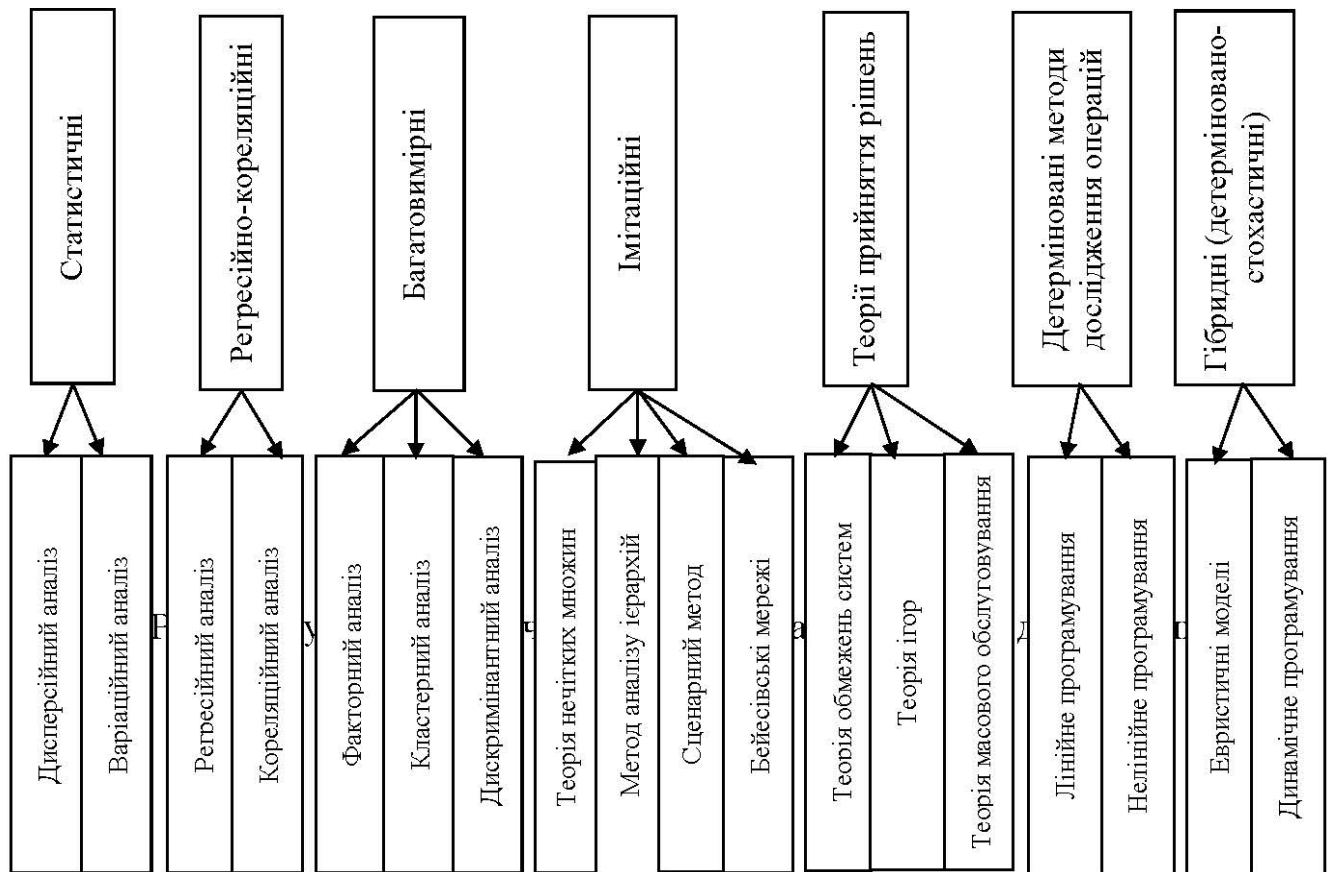 Статистичні
Регресійно-кореляційні
Багатовимірні
Імітаційні
Теорії прийняття рішень
Детерміновані методи
дослідження операцій
Гібридні (детерміновано-
стохастичні)
Дисперсійний аналіз
Варіаційний аналіз
Регресійний аналіз
Кореляційний аналіз
Факторний аналіз
Кластерний аналіз
Дискримінантний аналіз
Теорія нечітких множин
Метод аналізу ієрархій
Сценарний метод
Бейесівські мережі
Теорія обмежень систем
Теорія ігор
Теорія масового обслуговування
Лінійне програмування
Нелінійне програмування
Евристичні моделі
Динамічне програмування